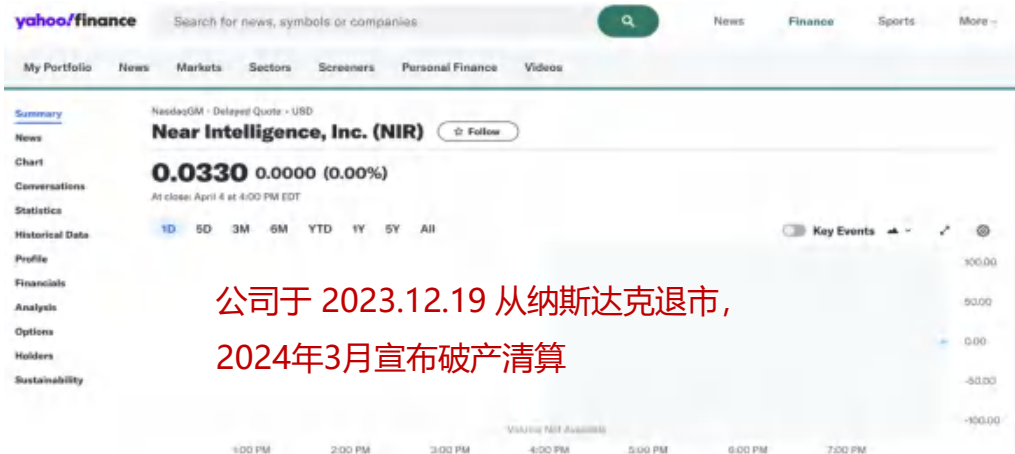 yahoo!finance
Search for news, symbols or companies
News Finance Sports More
My Portfolio News Markets Sectors Screeners Personal Finance Videos
Summary
News
Chart
Conversations
Statistics
Historical Data
Profile
Financials
Analysis
Options
Holders
Sustainability
NasdaqGM - Delayed Quote • USD
Near Intelligence, Inc. (NIR) ☆ Follow
0.0330 0.0000 (0.00%)
At close: April 4 at 4:00 PM EDT
1D 5D 3M 6M YTD 1Y 5Y All
Key Events
公司于 2023.12.19 从纳斯达克退市，
2024年3月宣布破产清算
100.00
50.00
0.00
-50.00
-100.00
Volume Not Available
1:00 PM 2:00 PM 3:00 PM 4:00 PM 5:00 PM 6:00 PM 7:00 PM